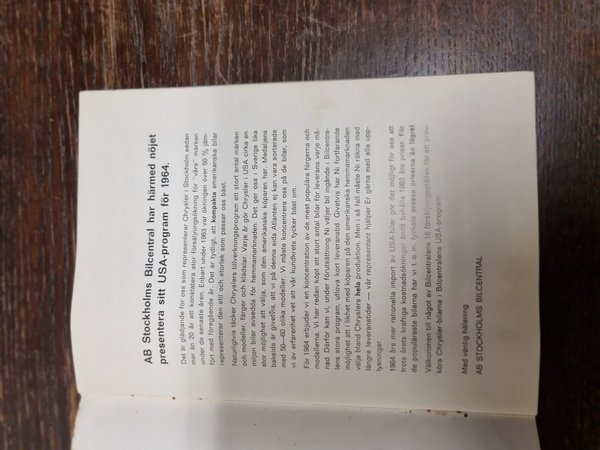 AB Stockholms Bilcentral har härmed nöjet
presentera sitt USA-program för 1964.
Det är glädjande för oss som representerar Chrysler i Stockholm sedan
mer än 20 år att konstatera stor försäljningsökning för "våra" märken
under de senaste åren. Enbart under 1963 var ökningen över 50 % jäm-
fört med föregående år. Det är tydligt, att kompakta amerikanska bilar
representerar den stil och storlek som passar oss bäst.
Naturligtvis täcker Chryslers tillverkningsprogram ett stort antal märken
och modeller, färger och klädslar. Varje år gör Chrysler i USA cirka en
miljon bilar avsedda för hemmamarknaden. Det ger oss i Sverige lika
stor möjlighet att välja, som den amerikanske köparen har. Medaljens
baksida är givetvis, att vi på denna sida Atlanten ej kan vara sorterade
med 50—60 olika modeller. Vi måste koncentrera oss på de bilar, som
vi av erfarenhet vet att vår kundkrets tycker bäst om.
För 1964 erbjuder vi en koncentration av de mest populära färgerna och
modellerna. Vi har redan köpt ett stort antal bilar för leverans varje må-
nad. Därför kan vi, under förutsättning Ni väljer bil ingående i Bilcentra-
lens stora program, utlova kort leveranstid. Givetvis har Ni fortfarande
möjlighet att i likhet med köparen på den amerikanska hemmamarknaden
välja bland Chryslers hela produktion. Men i så fall måste Ni räkna med
längre leveranstider — vår representant hjälper Er gärna med alla upp-
lysningar.
1964 års mer rationella import av USA-bilar gör det möjligt för oss att
trots årets kraftiga kostnadsökningar ändå behålla 1963 års priser. För
de populäraste bilarna har vi t. o. m. lyckats pressa priserna än lägre!
Välkommen till något av Bilcentralens 10 försäljningsställen för att prov-
köra Chrysler-bilarna i Bilcentralens USA-program.
Med vänlig hälsning
AB STOCKHOLMS BILCENTRAL